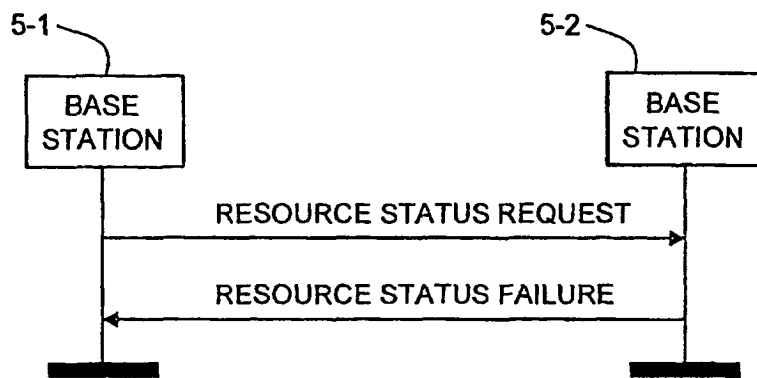 5-1
5-2
BASE
STATION
BASE
STATION
RESOURCE STATUS REQUEST
RESOURCE STATUS FAILURE